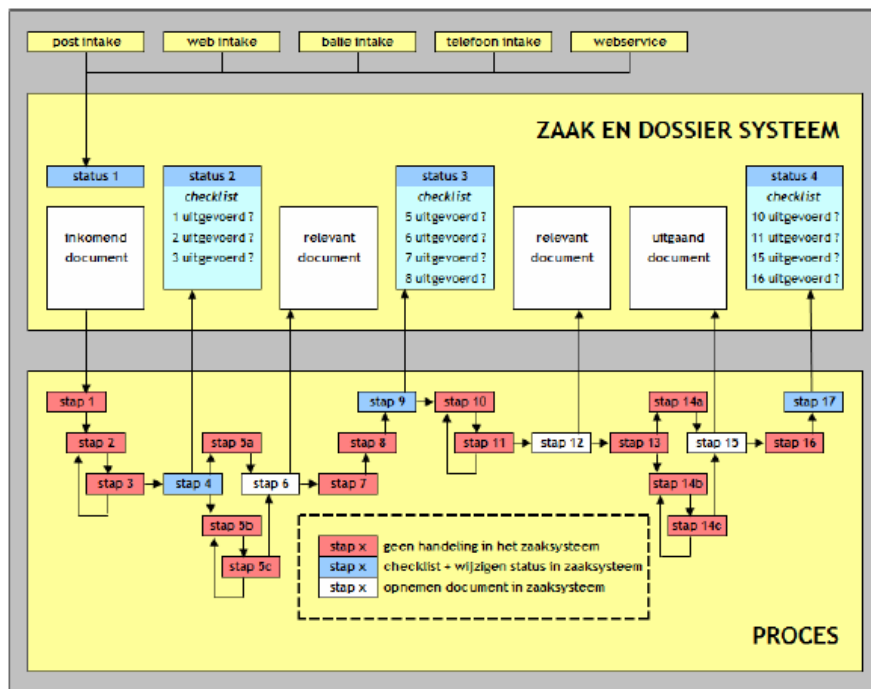 post intake
web intake
balie intake
telefoon intake
webservice
ZAAK EN DOSSIER SYSTEEM
status 1
inkomend
document
status 2
checklist
1 uitgevoerd ?
2 uitgevoerd ?
3 uitgevoerd ?
relevant
document
status 3
checklist
5 uitgevoerd ?
6 uitgevoerd ?
7 uitgevoerd ?
8 uitgevoerd ?
relevant
document
uitgaand
document
status 4
checklist
10 uitgevoerd ?
11 uitgevoerd ?
15 uitgevoerd ?
16 uitgevoerd ?
stap 1
stap 2
stap 3
stap 4
stap 5a
stap 5b
stap 5c
stap 6
stap 7
stap 8
stap 9
stap 10
stap 11
stap 12
stap 13
stap 14a
stap 14b
stap 14c
stap 15
stap 16
stap 17
stap x geen handeling in het zaaksysteem
stap x checklist + wijzigen status in zaaksysteem
stap x opnemen document in zaaksysteem
PROCES